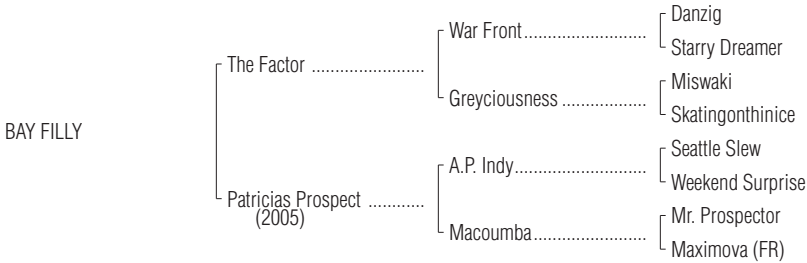 Danzig
War Front........................
Starry Dreamer
The Factor ........................
Miswaki
Greyciousness ..................
Skatingonthinice
BAY FILLY
Seattle Slew
A.P. Indy............................
Weekend Surprise
Patricias Prospect ............
(2005)
Mr. Prospector
Macoumba........................
Maximova (FR)